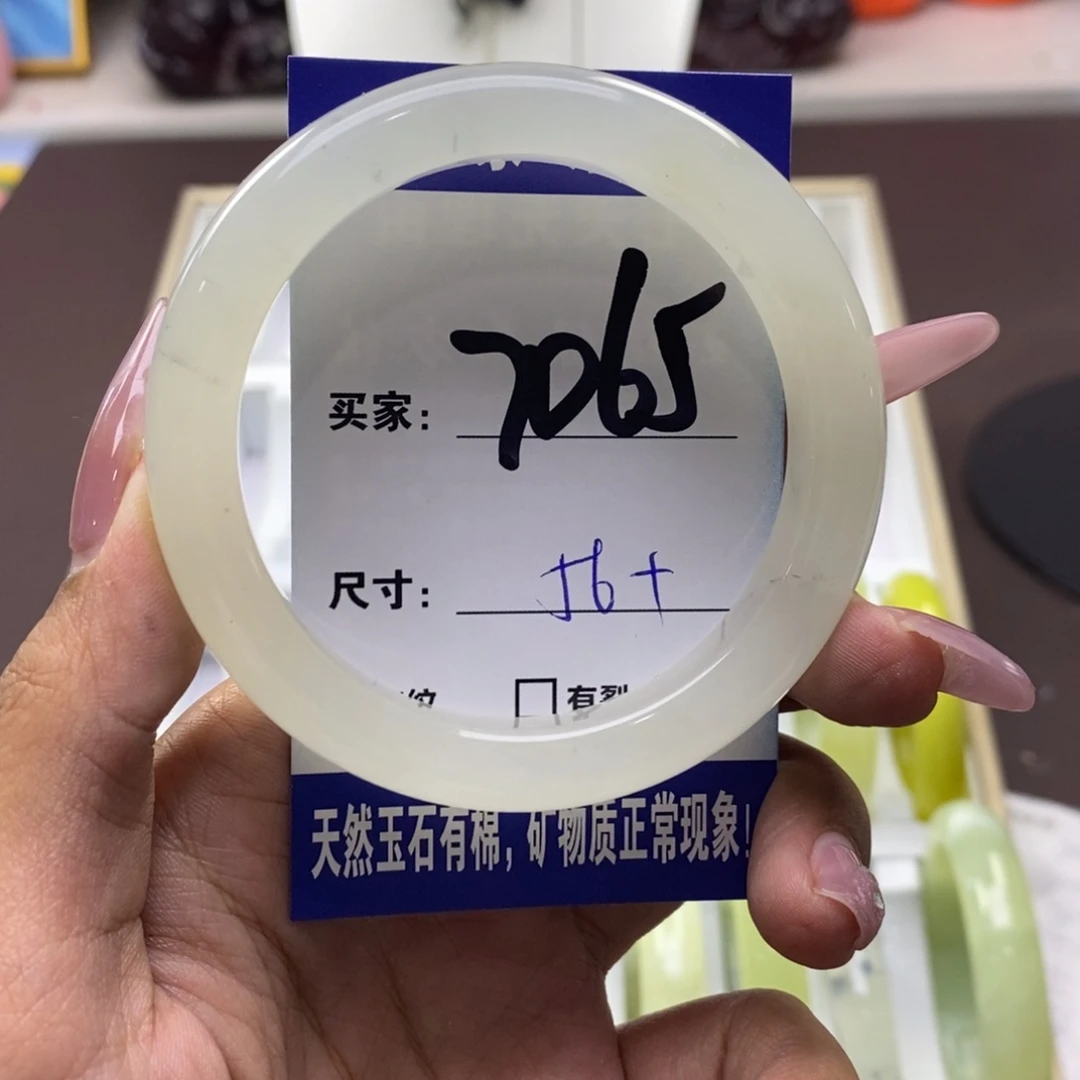 买家: 7065
尺寸: 56+
纹 □有裂
天然玉石有棉, 矿物质正常现象!